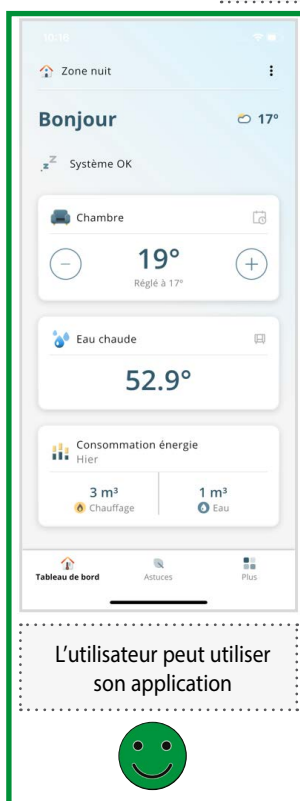 10:16
Zone nuit
Bonjour
17°
Système OK
Chambre
19°
Réglé à 17°
Eau chaude
52.9°
Consommation énergie
Hier
3 m³
1 m³
Chauffage
Eau
Tableau de bord
Astuces
Plus
L'utilisateur peut utiliser
son application